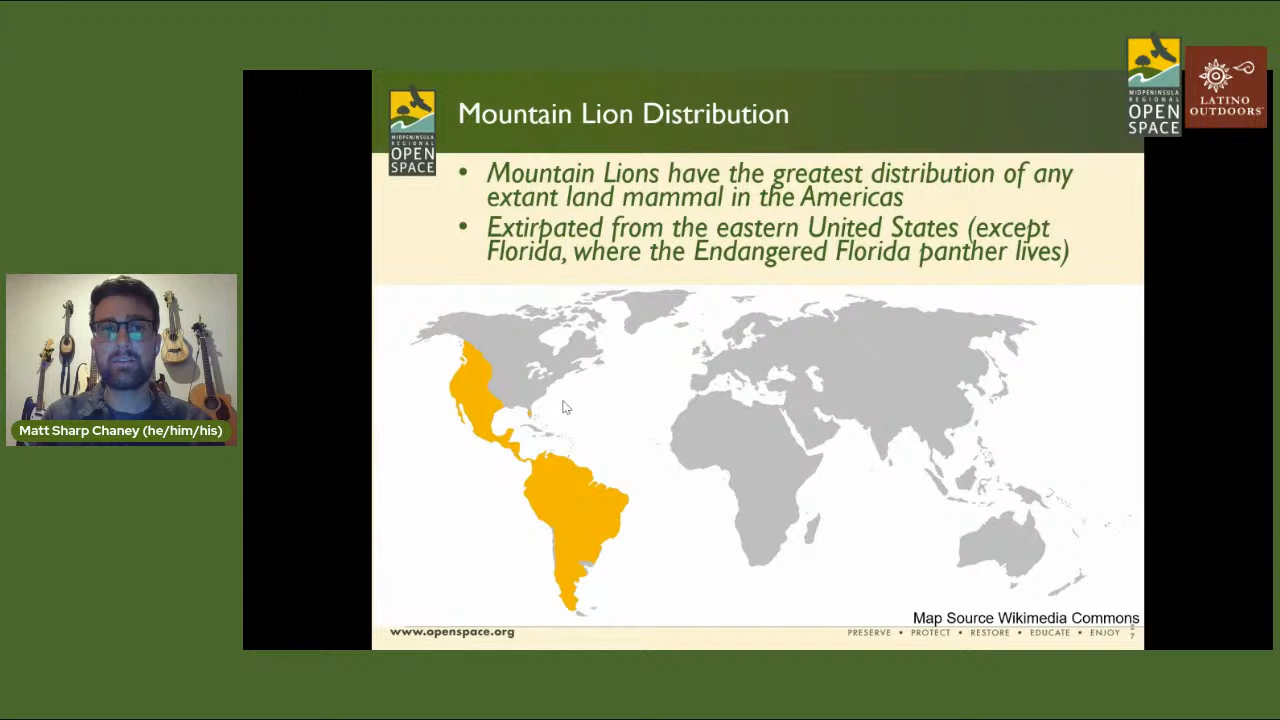 MIDPENINSULA
REGIONAL
OPEN
SPACE
LATINO
OUTDOORS
MIDPENINSULA
REGIONAL
OPEN
SPACE
Mountain Lion Distribution
• Mountain Lions have the greatest distribution of any
extant land mammal in the Americas
• Extirpated from the eastern United States (except
Florida, where the Endangered Florida panther lives)
Matt Sharp Chaney (he/him/his)
Map Source Wikimedia Commons
www.openspace.org
PRESERVE • PROTECT • RESTORE • EDUCATE • ENJOY